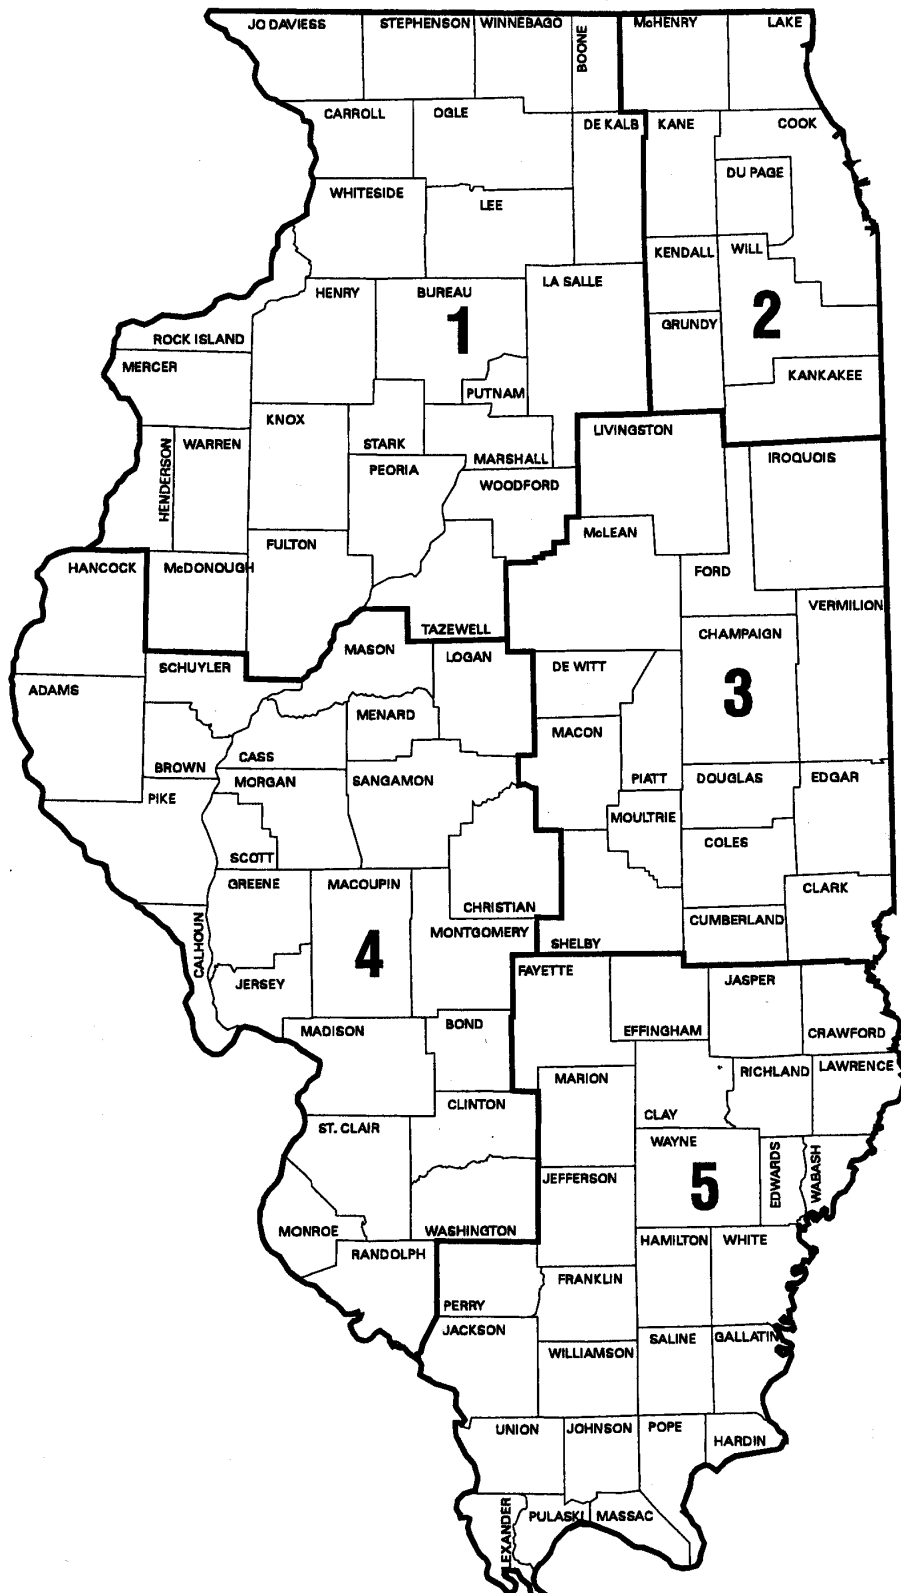 JO DAVIESS
STEPHENSON
WINNEBAGO
BOONE
McHENRY
LAKE
CARROLL
OGLE
DE KALB
KANE
COOK
DU PAGE
WHITESIDE
LEE
KENDALL
WILL
LA SALLE
HENRY
BUREAU
1
2
GRUNDY
ROCK ISLAND
MERCER
KANKAKEE
PUTNAM
KNOX
LIVINGSTON
WARREN
STARK
HENDERSON
PEORIA
MARSHALL
IROQUOIS
WOODFORD
McLEAN
FULTON
HANCOCK
McDONOUGH
FORD
VERMILION
TAZEWELL
CHAMPAIGN
MASON
LOGAN
SCHUYLER
DE WITT
ADAMS
3
MENARD
MACON
CASS
BROWN
MORGAN
SANGAMON
PIATT
DOUGLAS
EDGAR
PIKE
MOULTRIE
COLES
SCOTT
GREENE
MACOUPIN
CLARK
CHRISTIAN
CUMBERLAND
MONTGOMERY
CALHOUN
4
SHELBY
FAYETTE
JERSEY
JASPER
MADISON
BOND
EFFINGHAM
CRAWFORD
LAWRENCE
RICHLAND
MARION
CLINTON
CLAY
ST. CLAIR
WAYNE
EDWARDS
WABASH
JEFFERSON
5
MONROE
WASHINGTON
HAMILTON
WHITE
RANDOLPH
FRANKLIN
PERRY
JACKSON
SALINE
GALLATIN
WILLIAMSON
UNION
JOHNSON
POPE
HARDIN
LEXANDER
PULASKI
MASSAC